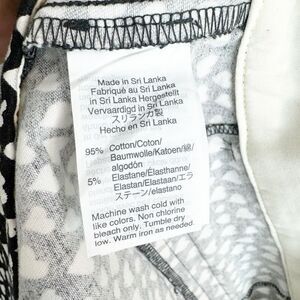 Made in Sri Lanka
Fabriqué au Sri Lanka
in Sri Lanka Hergestellt
Vervaardigd in Sri Lanka
スリランカ製
Hecho en Sri Lanka
95% Cotton/Coton/
Baumwolle/Katoen/綿/
algodón
5% Elastane/Élasthanne/
Elastan/Elastaan/エラ
ステン/elastano
Machine wash cold with
like colors. Non chlorine
bleach only. Tumble dry
low. Warm iron as needed.